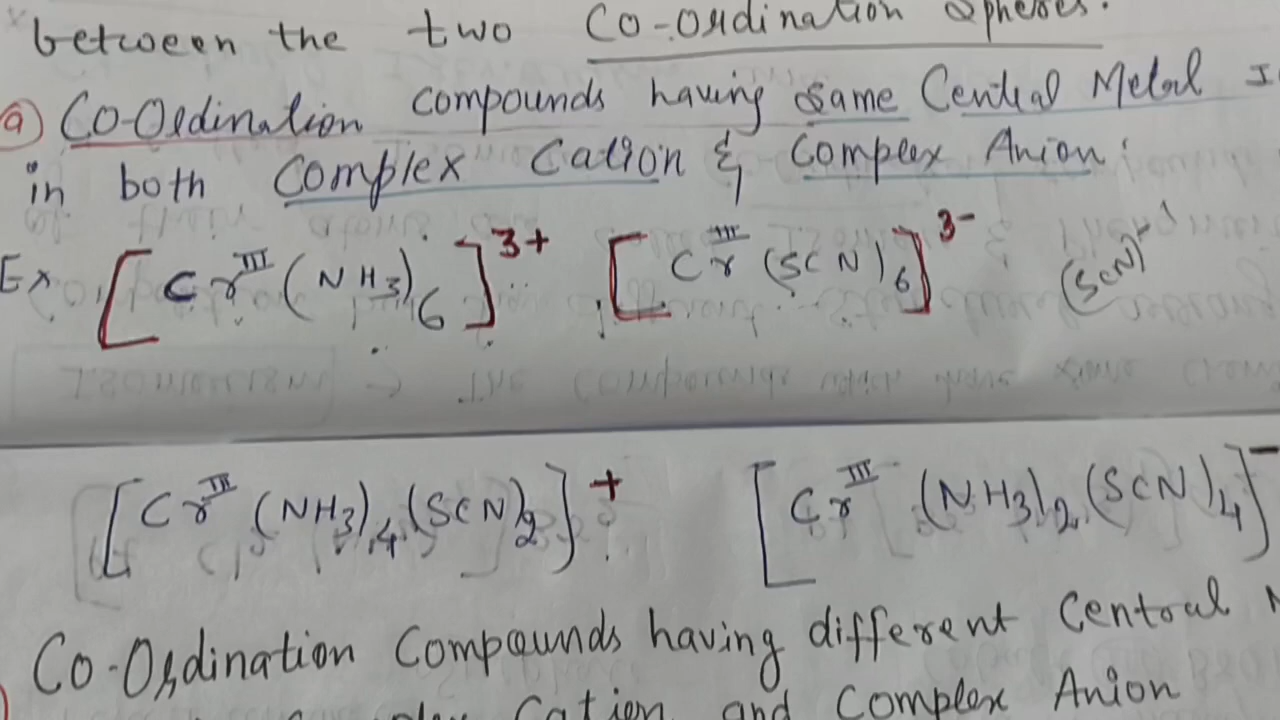 between the two Co-ordination Spheres.
a) Co-Ordination compounds having same Central Metal I
in both Complex Cation & Complex Anion:
Ex [Cr^III(NH3)6]^3+ [Cr^III(SCN)6]^3- (SCN)^-
[Cr^III(NH3)4(SCN)2]^+ [Cr^III(NH3)2(SCN)4]^-
Co-Ordination Compounds having different Central
Cation and Complex Anion